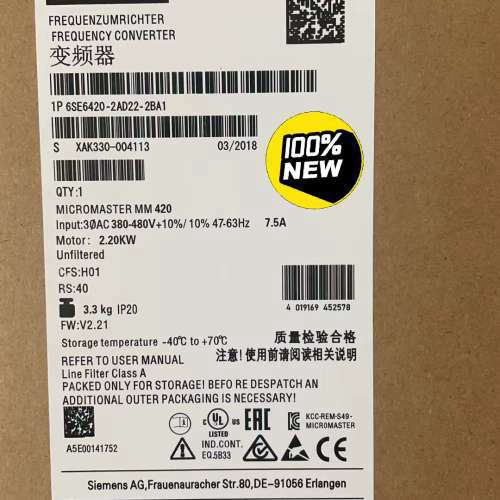 FREQUENZUMRICHTER
FREQUENCY CONVERTER
变频器
1P 6SE6420-2AD22-2BA1
S XAK330-004113 03/2018
100%
NEW
QTY:1
MICROMASTER MM 420
Input:3ØAC 380-480V+10%/ 10% 47-63Hz 7.5A
Motor: 2.20KW
Unfiltered
CFS:H01
RS:40
4 019169 452578
3.3 kg IP20
FW:V2.21
Storage temperature -40℃ to +70℃
质量检验合格
注意!使用前请阅读相关说明
REFER TO USER MANUAL
Line Filter Class A
PACKED ONLY FOR STORAGE! BEFO RE DESPATCH AN
ADDITIONAL OUTER PACKAGING IS NECESSARY!
A5E00141752
C UL US
LISTED
IND.CONT.
EQ.5B33
EAC
KCC-REM-S49-
MICROMASTER
CE
Siemens AG,Frauenauracher Str.80,DE-91056 Erlangen